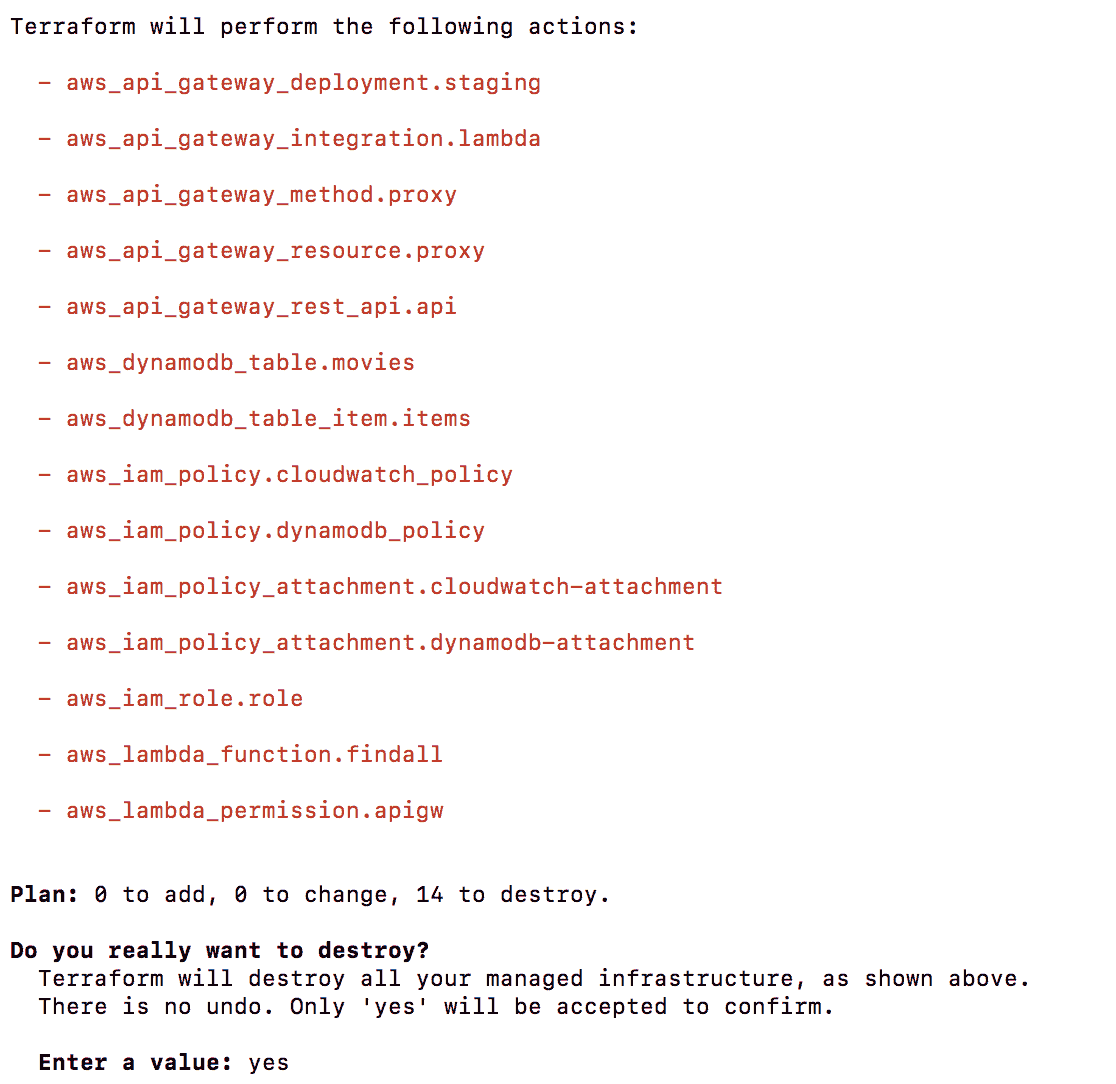 Terraform will perform the following actions:
- aws_api_gateway_deployment.staging
- aws_api_gateway_integration.lambda
- aws_api_gateway_method.proxy
- aws_api_gateway_resource.proxy
- aws_api_gateway_rest_api.api
- aws_dynamodb_table.movies
- aws_dynamodb_table_item.items
- aws_iam_policy.cloudwatch_policy
- aws_iam_policy.dynamodb_policy
- aws_iam_policy_attachment.cloudwatch-attachment
- aws_iam_policy_attachment.dynamodb-attachment
- aws_iam_role.role
- aws_lambda_function.findall
- aws_lambda_permission.apigw
Plan: 0 to add, 0 to change, 14 to destroy.
Do you really want to destroy?
Terraform will destroy all your managed infrastructure, as shown above.
There is no undo. Only 'yes' will be accepted to confirm.
Enter a value: yes